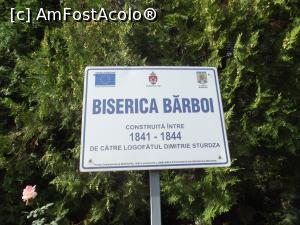 [c] AmFostAcolo®
BISERICA BĂRBOI
CONSTRUITĂ ÎNTRE
1841 - 1844
DE CĂTRE LOGOFĂTUL DIMITRIE STURDZA